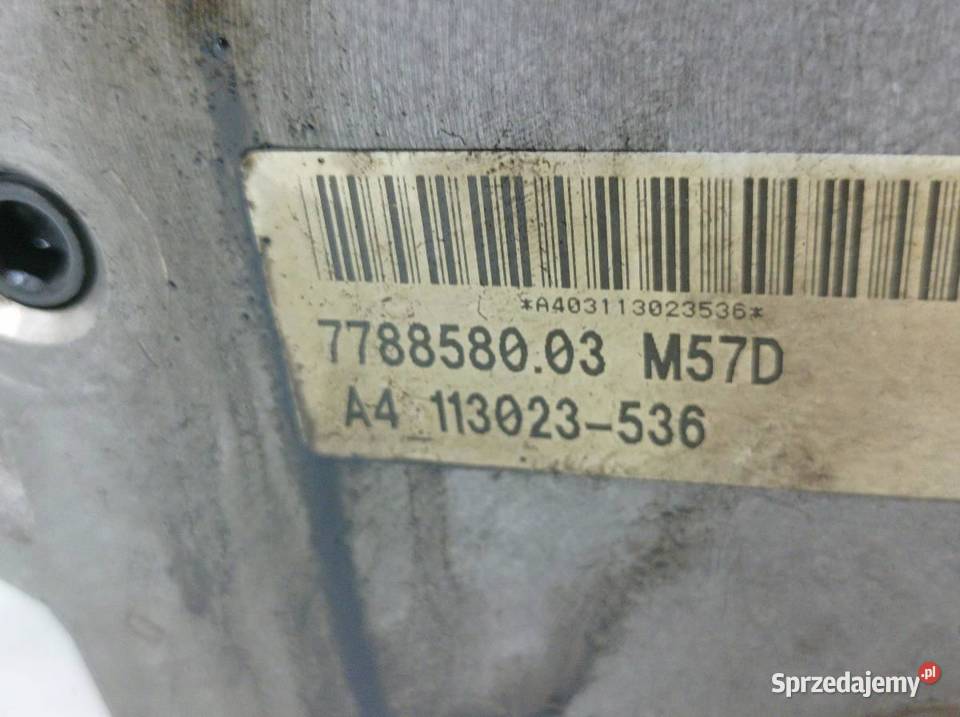 *A403113023536*
7788580.03 M57D
A4 113023-536
Sprzedajemy.pl